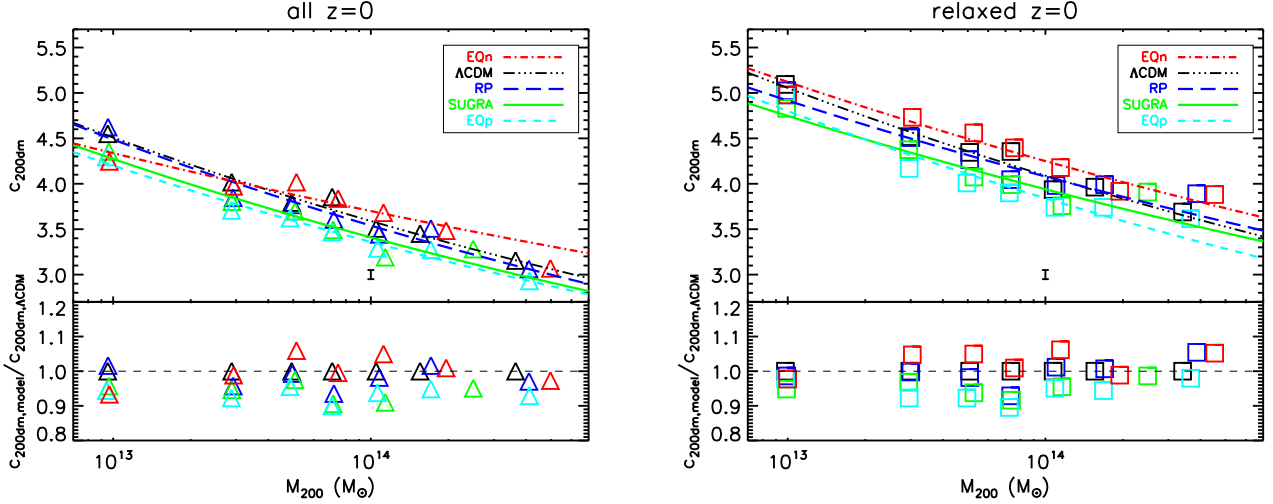 all z=0
5.5
5.0
4.5
4.0
3.5
3.0
c200dm
EQn
ΛCDM
RP
SUGRA
EQp
1.2
1.1
1.0
0.9
0.8
c200dm,model/c200dm,ΛCDM
10^13
10^14
M200 (M⊙)
relaxed z=0
5.5
5.0
4.5
4.0
3.5
3.0
c200dm
EQn
ΛCDM
RP
SUGRA
EQp
1.2
1.1
1.0
0.9
0.8
c200dm,model/c200dm,ΛCDM
10^13
10^14
M200 (M⊙)